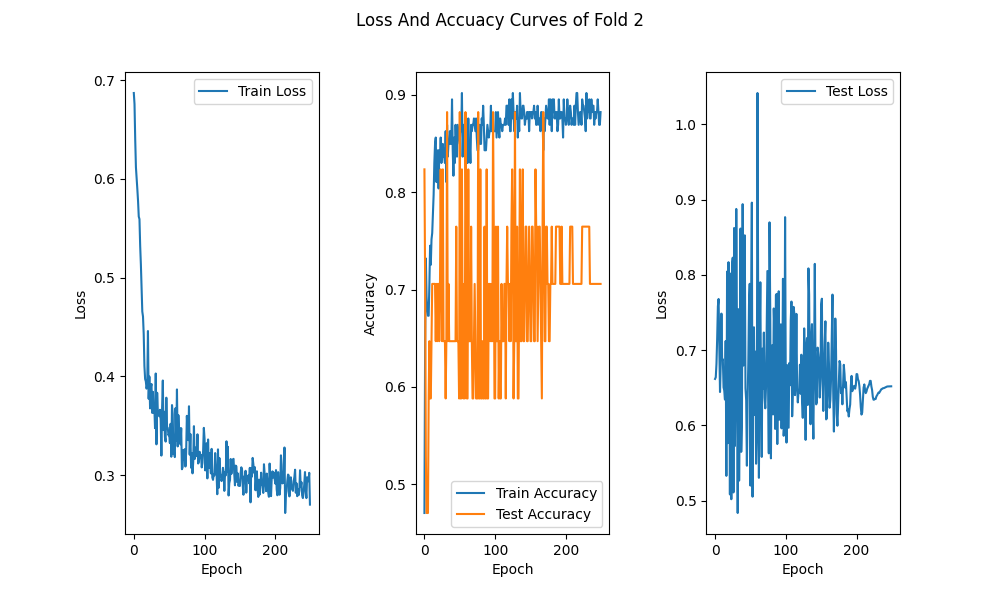 Loss And Accuacy Curves of Fold 2
0.7
0.6
0.5
0.4
0.3
Loss
0 100 200
Epoch
Train Loss
0.9
0.8
0.7
0.6
0.5
Accuracy
0 100 200
Epoch
Train Accuracy
Test Accuracy
1.0
0.9
0.8
0.7
0.6
0.5
Loss
0 100 200
Epoch
Test Loss